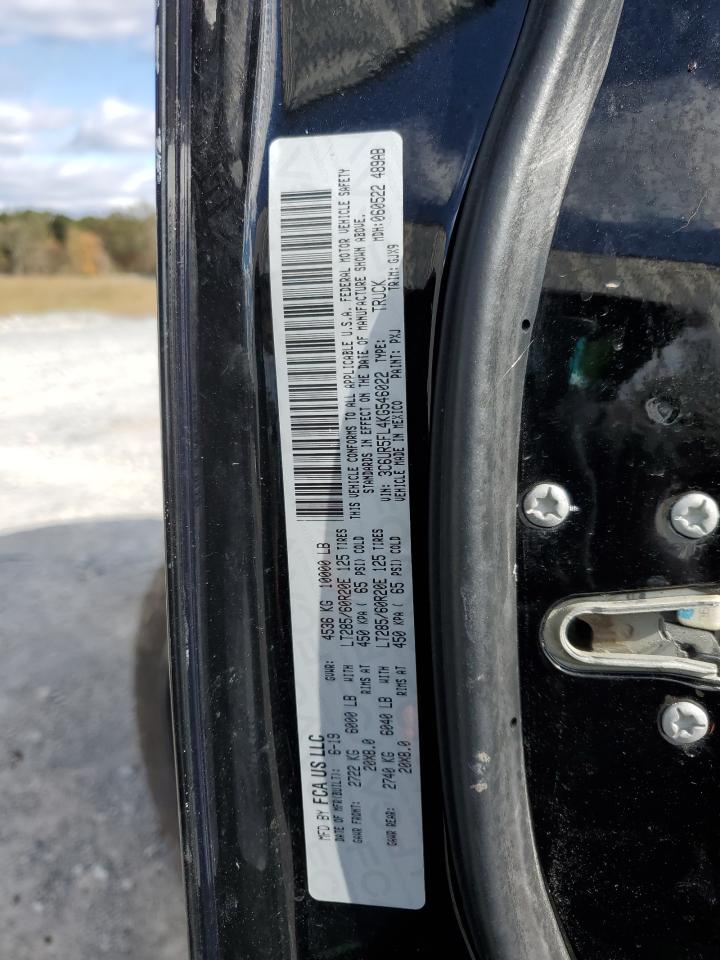 MFD BY FCA US LLC
DATE OF MFR(BUILT): 6-19 GVWR: 4536 KG 10000 LB
GAWR FRONT: 2722 KG 6000 LB WITH LT285/60R20E 125 TIRES
20X8.0 RIMS AT 450 KPA ( 65 PSI) COLD
GAWR REAR: 2740 KG 6040 LB WITH LT285/60R20E 125 TIRES
20X8.0 RIMS AT 450 KPA ( 65 PSI) COLD
THIS VEHICLE CONFORMS TO ALL APPLICABLE U.S.A. FEDERAL MOTOR VEHICLE SAFETY
STANDARDS IN EFFECT ON THE DATE OF MANUFACTURE SHOWN ABOVE.
VIN: 3C6UR5FL4KG546022 TYPE: TRUCK MDH:060522 489AB
VEHICLE MADE IN MEXICO PAINT: PXJ TRIM: GJX9